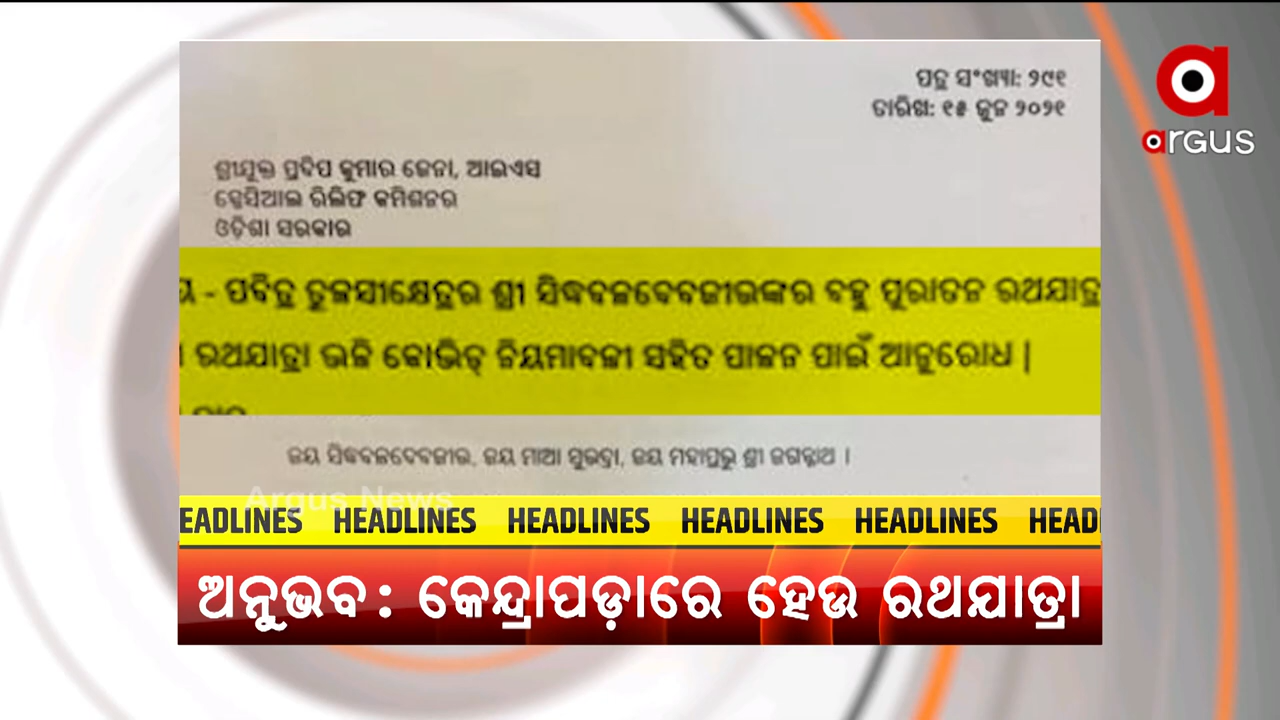 ପତ୍ର ସଂଖ୍ୟା: ୨୯୧
ତାରିଖ: ୧୫ ଜୁନ ୨୦୨୧
argus
ଶ୍ରୀଯୁକ୍ତ ପ୍ରଦିପ କୁମାର ଜେନା, ଆଇଏସ
ସ୍ପେସିଆଲ ରିଲିଫ କମିଶନର
ଓଡ଼ିଶା ସରକାର
- ପବିତ୍ର ତୁଳସୀକ୍ଷେତ୍ରର ଶ୍ରୀ ସିଦ୍ଧବଳଦେବଜୀଉଙ୍କର ବହୁ ପୁରାତନ ରଥଯାତ୍ର
ରଥଯାତ୍ରା ଭଳି କୋଭିଡ୍ ନିୟମାବଳୀ ସହିତ ପାଳନ ପାଇଁ ଆନୁରୋଧ |
ଜୟ ସିଦ୍ଧବଳଦେବଜୀଉ, ଜୟ ମାଆ ସୁଭଦ୍ରା, ଜୟ ମହାପ୍ରଭୁ ଶ୍ରୀ ଜଗନ୍ନାଥ ।
Argus News
EADLINES HEADLINES HEADLINES HEADLINES HEADLINES HEAD
ଅନୁଭବ: କେନ୍ଦ୍ରାପଡ଼ାରେ ହେଉ ରଥଯାତ୍ରା